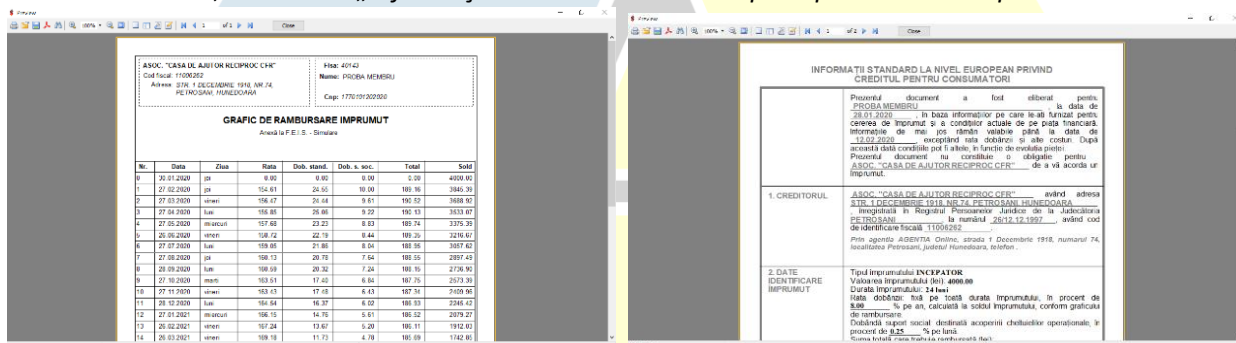 Preview
100%
1 of 1
Close
ASOC. "CASA DE AJUTOR RECIPROC CFR"
Cod fiscal: 11006262
Adresa: STR. 1 DECEMBRIE 1918, NR.74,
PETROSANI, HUNEDOARA
Fisa: 40143
Nume: PROBA MEMBRU
Cnp:
GRAFIC DE RAMBURSARE IMPRUMUT
Anexă la F.E.I.S. - Simulare
Nr. Data Ziua Rata Dob. stand. Dob. s. soc. Total Sold
0 30.01.2020 joi 0.00 0.00 0.00 0.00 4000.00
1 27.02.2020 joi 154.61 24.55 10.00 189.16 3845.39
2 27.03.2020 vineri 156.47 24.44 9.61 190.52 3688.92
3 27.04.2020 luni 155.85 25.06 9.22 190.13 3533.07
4 27.05.2020 miercuri 157.68 23.23 8.83 189.74 3375.39
5 26.06.2020 vineri 158.72 22.19 8.44 189.35 3216.67
6 27.07.2020 luni 159.05 21.86 8.04 188.95 3057.62
7 27.08.2020 joi 160.13 20.78 7.64 188.55 2897.49
8 28.09.2020 luni 160.59 20.32 7.24 188.15 2736.90
9 27.10.2020 marti 163.51 17.40 6.84 187.75 2573.39
10 27.11.2020 vineri 163.43 17.48 6.43 187.34 2409.96
11 28.12.2020 luni 164.54 16.37 6.02 186.93 2245.42
12 27.01.2021 miercuri 166.15 14.76 5.61 186.52 2079.27
13 26.02.2021 vineri 167.24 13.67 5.20 186.11 1912.03
14 26.03.2021 vineri 169.18 11.73 4.78 185.69 1742.85
Preview
100%
1 of 2
Close
INFORMAȚII STANDARD LA NIVEL EUROPEAN PRIVIND
CREDITUL PENTRU CONSUMATORI
Prezentul document a fost eliberat pentru
PROBA MEMBRU , la data de
28.01.2020 , în baza informațiilor pe care le-ati furnizat pentru
cererea de împrumut și a condițiilor actuale de pe piața financiară.
Informațiile de mai jos rămân valabile până la data de
12.02.2020 , exceptând rata dobânzii și alte costuri. După
această dată condițiile pot fi altele, în funcție de evoluția pieței.
Prezentul document nu constituie o obligație pentru
ASOC. "CASA DE AJUTOR RECIPROC CFR" de a vă acorda un
împrumut.
1. CREDITORUL
ASOC. "CASA DE AJUTOR RECIPROC CFR" , având adresa
STR. 1 DECEMBRIE 1918, NR.74, PETROSANI, HUNEDOARA
, înregistrată în Registrul Persoanelor Juridice de la Judecătoria
PETROSANI , la numărul 26/12.12.1997 , având cod
de identificare fiscală 11006262 .
Prin agentia AGENTIA Online, strada 1 Decembrie 1918, numarul 74,
localitatea Petrosani, judetul Hunedoara, telefon .
2. DATE
IDENTIFICARE
IMPRUMUT
Tipul imprumutului INCEPATOR
Valoarea imprumutului (lei): 4000.00
Durata împrumutului: 24 luni
Rata dobânzii: fixă pe toată durata împrumutului, în procent de
8.00 % pe an, calculată la soldul împrumutului, conform graficului
de rambursare.
Dobândă suport social destinată acoperirii cheltuielilor operaționale, în
procent de 0.25 % pe lună.
Suma totală care trebuie rambursată (lei):